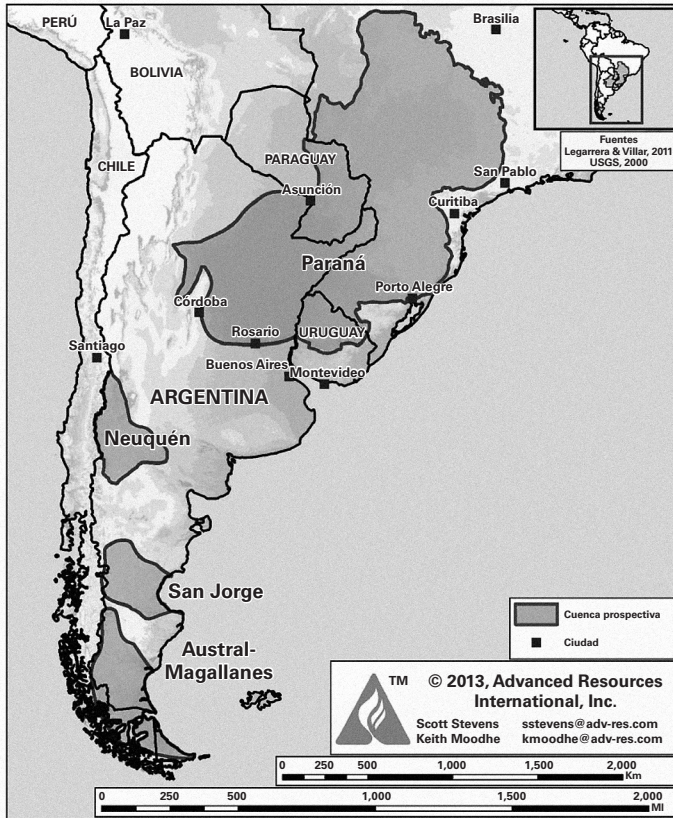 PERÚ
La Paz
Brasilia
BOLIVIA
Fuentes
Legarrera & Villar, 2011
USGS, 2000
CHILE
PARAGUAY
San Pablo
Asunción
Curitiba
Paraná
Porto Alegre
Córdoba
Rosario
URUGUAY
Santiago
Buenos Aires
Montevideo
ARGENTINA
Neuquén
San Jorge
Cuenca prospectiva
Ciudad
Austral-
Magallanes
TM
© 2013, Advanced Resources
International, Inc.
Scott Stevens sstevens@adv-res.com
Keith Moodhe kmoodhe@adv-res.com
0 250 500 1,000 1,500 2,000
Km
0 250 500 1,000 1,500 2,000
MI